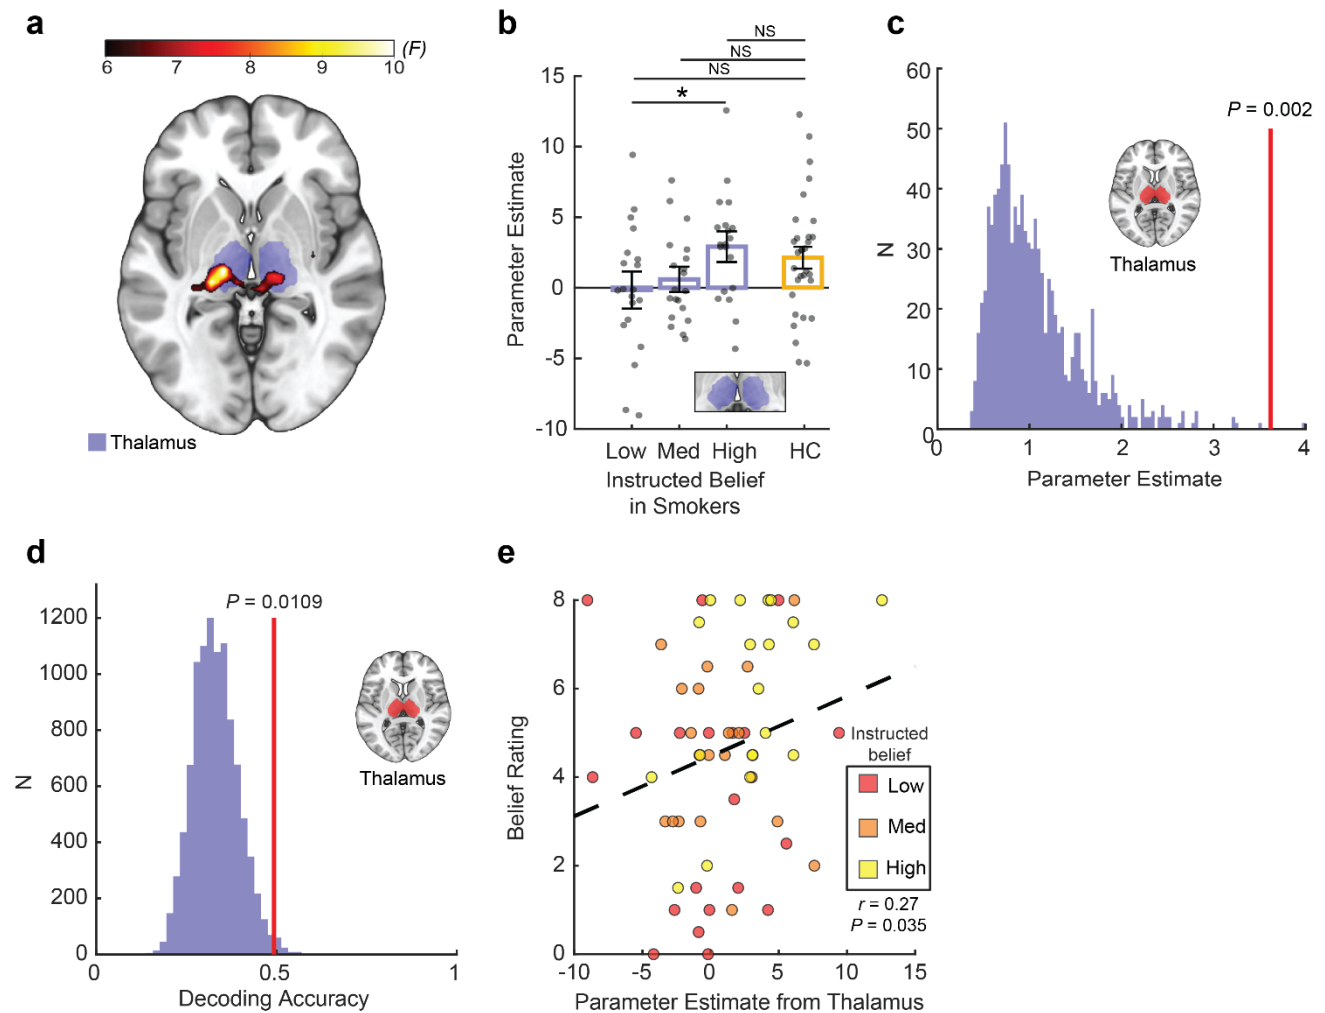 a
(F)
6 7 8 9 10
Thalamus
b
NS
NS
NS
*
15
10
5
0
-5
-10
Parameter Estimate
Low Med High HC
Instructed Belief
in Smokers
c
60
50
40
30
20
10
0
N
P = 0.002
Thalamus
0 1 2 3 4
Parameter Estimate
d
P = 0.0109
1200
1000
800
600
400
200
0
N
Thalamus
0 0.5 1
Decoding Accuracy
e
8
6
4
2
0
Belief Rating
Instructed
belief
Low
Med
High
r = 0.27
P = 0.035
-10 -5 0 5 10 15
Parameter Estimate from Thalamus